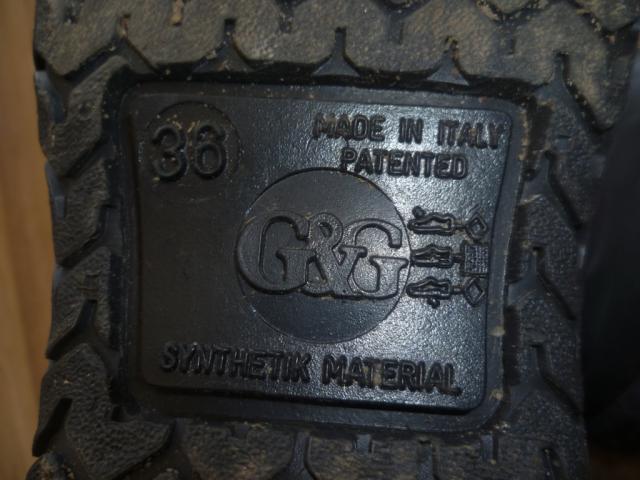 36
MADE IN ITALY
PATENTED
G&G
SYNTHETIK MATERIAL